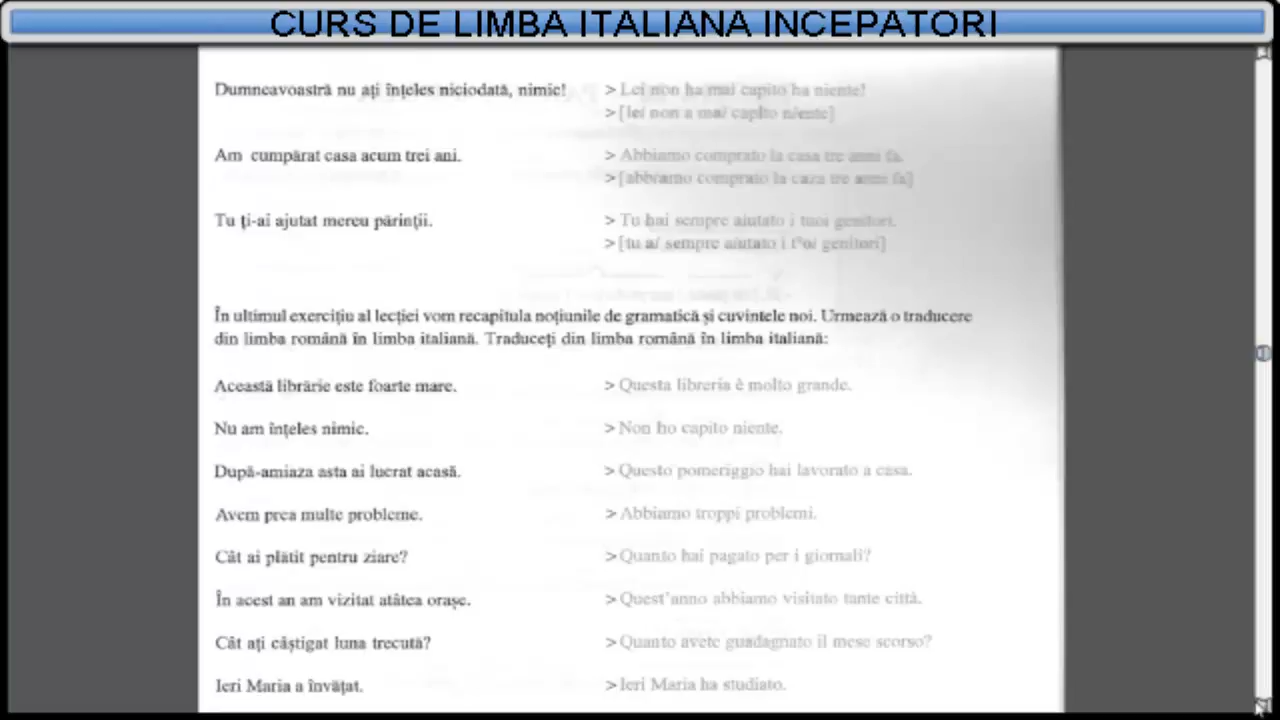 CURS DE LIMBA ITALIANA INCEPATORI
Dumneavoastră nu ați înțeles niciodată, nimic! > Lei non ha mai capito ha niente!
> [lei non a mai capito niente]
Am cumpărat casa acum trei ani. > Abbiamo comprato la casa tre anni fa.
> [abbiamo comprato la caza tre anni fa]
Tu ți-ai ajutat mereu părinții. > Tu hai sempre aiutato i tuoi genitori.
> [tu ai sempre aiutato i genitori]
În ultimul exercițiu al lecției vom recapitula noțiunile de gramatică și cuvintele noi. Urmează o traducere
din limba română în limba italiană. Traduceți din limba română în limba italiană:
Această librărie este foarte mare. > Questa libreria è molto grande.
Nu am înțeles nimic. > Non ho capito niente.
După-amiaza asta ai lucrat acasă. > Questo pomeriggio hai lavorato a casa.
Avem prea multe probleme. > Abbiamo troppi problemi.
Cât ai plătit pentru ziare? > Quanto hai pagato per i giornali?
În acest an am vizitat atâtea orașe. > Quest'anno abbiamo visitato tante città.
Cât ați câștigat luna trecută? > Quanto avete guadagnato il mese scorso?
Ieri Maria a învățat. > Ieri Maria ha studiato.